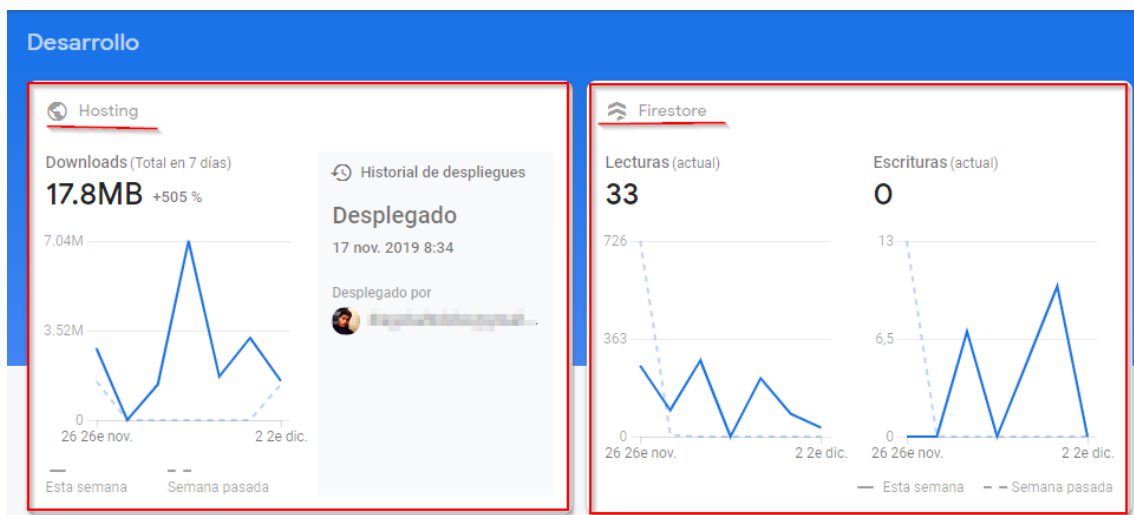 Desarrollo
Hosting
Downloads (Total en 7 días)
17.8MB +505 %
7.04M
3.52M
0
26 26e nov.
2 2e dic.
Esta semana
Semana pasada
Historial de despliegues
Desplegado
17 nov. 2019 8:34
Desplegado por
Firestore
Lecturas (actual)
33
726
363
0
26 26e nov.
2 2e dic.
Escrituras (actual)
0
13
6,5
0
26 26e nov.
2 2e dic.
Esta semana
Semana pasada